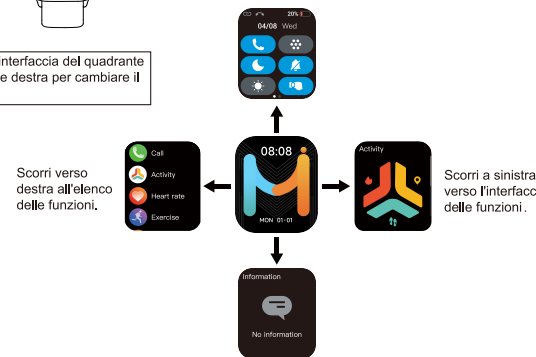 20%
04/08 Wed
interfaccia del quadrante
e destra per cambiare il
Scorri verso
destra all'elenco
delle funzioni.
Call
Activity
Heart rate
Exercise
08:08
MON 01-01
Activity
Scorri a sinistra
verso l'interfacc
delle funzioni.
Information
No information